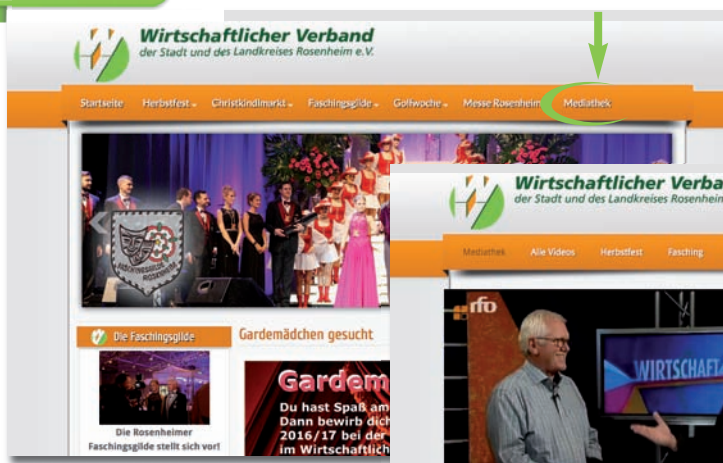 Wirtschaftlicher Verband
der Stadt und des Landkreises Rosenheim e.V.
Startseite Herbstfest Christkindlmarkt Faschingsgilde Golfwoche Messe Rosenheim Mediathek
FASCHINGSGILDE
ROSENHEIM
Die Faschingsgilde
Die Rosenheimer
Faschingsgilde stellt sich vor!
Gardemädchen gesucht
Gardem
Du hast Spaß am
Dann bewirb dich
2016/17 bei der
im Wirtschaftlich
Wirtschaftlicher Verba
der Stadt und des Landkreises Rosenheim
Mediathek Alle Videos Herbstfest Fasching
rfo
WIRTSCHAFT